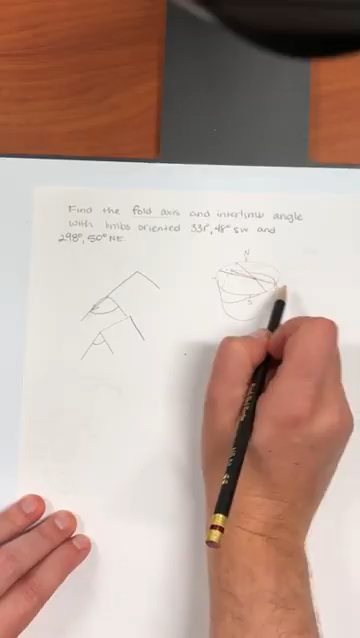 Find the fold axis and interlimb angle
with limbs oriented 331°, 48° SW and
298°, 50° NE
N
S